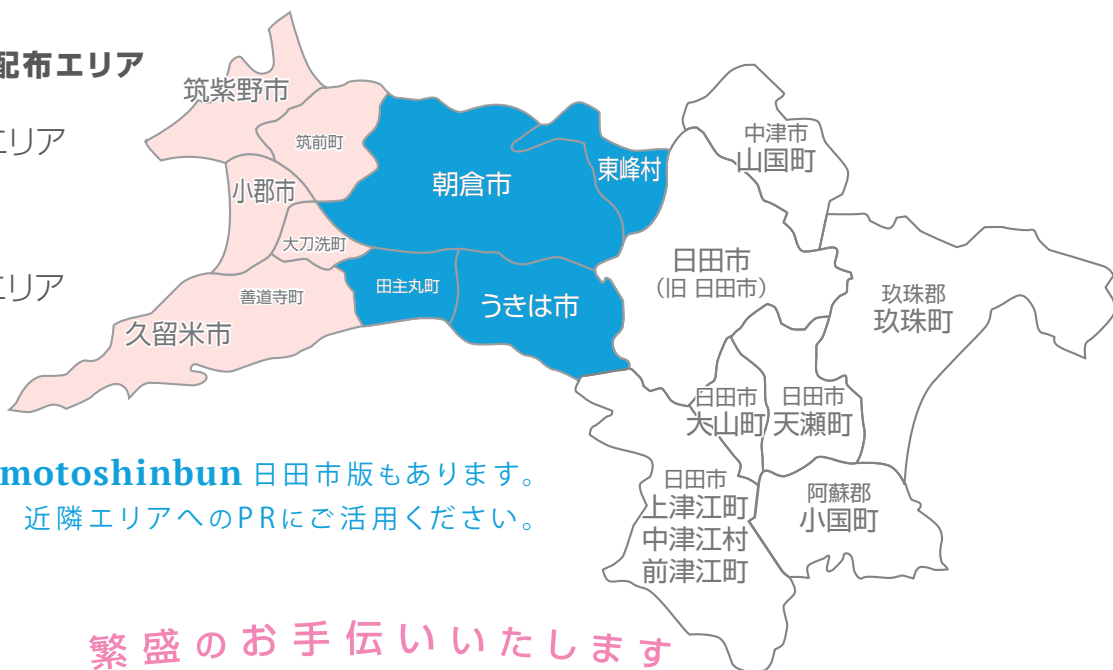 配布エリア
エリア
エリア
筑紫野市
筑前町
小郡市
大刀洗町
善道寺町
久留米市
朝倉市
東峰村
田主丸町
うきは市
中津市
山国町
日田市
（旧 日田市）
玖珠郡
玖珠町
日田市
大山町
日田市
天瀬町
日田市
上津江町
中津江村
前津江町
阿蘇郡
小国町
motoshinbun 日田市版もあります。
近隣エリアへのPRにご活用ください。
繁盛のお手伝いいたします